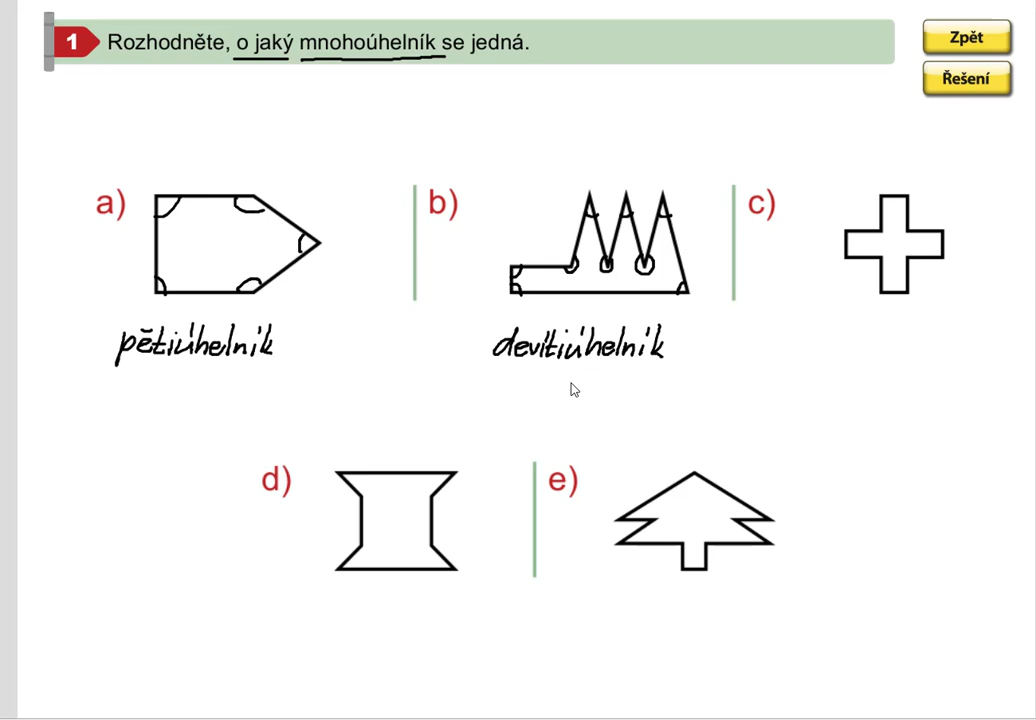 1 Rozhodněte, o jaký mnohoúhelník se jedná.
Zpět
Řešení
a)
b)
c)
pětiúhelník
devítiúhelník
d)
e)